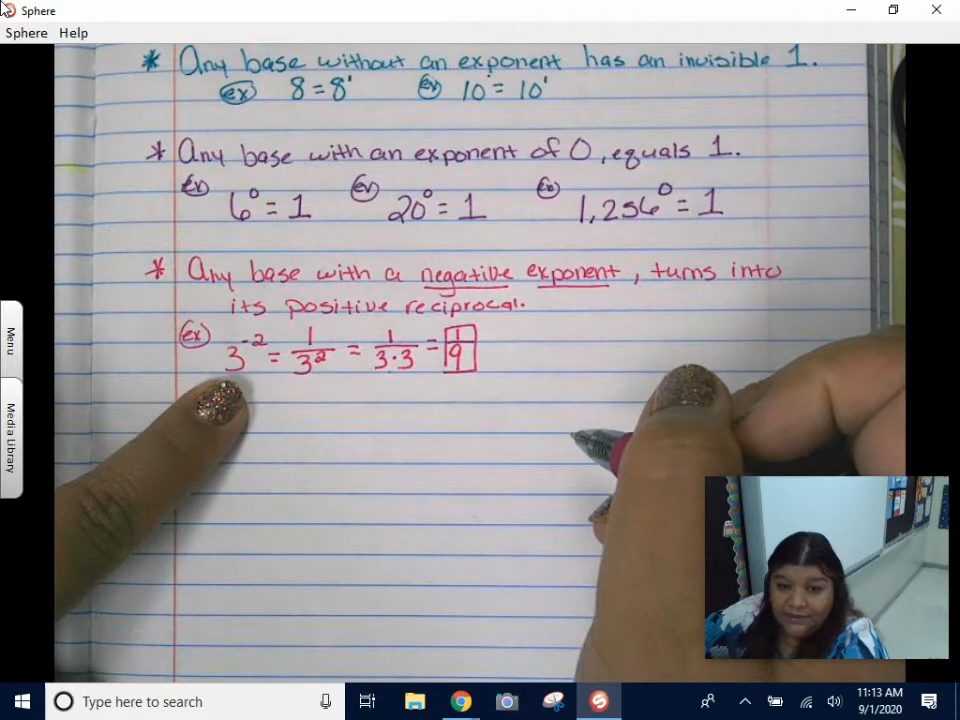 Sphere
Sphere Help
* Any base without an exponent has an invisible 1.
ex 8 = 8¹ ex 10 = 10¹
* Any base with an exponent of 0, equals 1.
ex 6⁰ = 1 ex 20⁰ = 1 ex 1,256⁰ = 1
* Any base with a negative exponent, turns into
its positive reciprocal.
ex 3⁻² = 1/3² = 1/3·3 = 1/9
Menu
Media Library
Type here to search
11:13 AM
9/1/2020